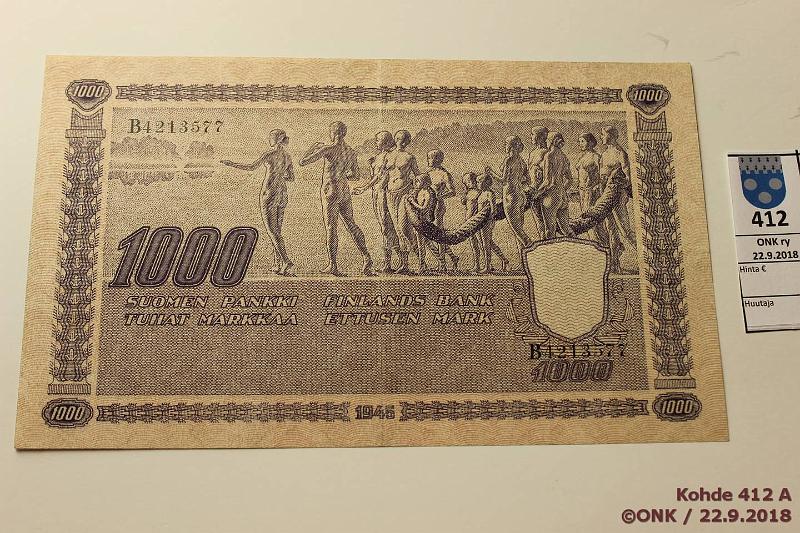 1000 1000
B4213577
1000
SUOMEN PANKKI FINLANDS BANK
TUHAT MARKKAA ETTUSEN MARK
B4213577
1000
1000 1945 1000
412
ONK ry
22.9.2018
Hinta €
Huutaja
Kohde 412 A
©ONK / 22.9.2018